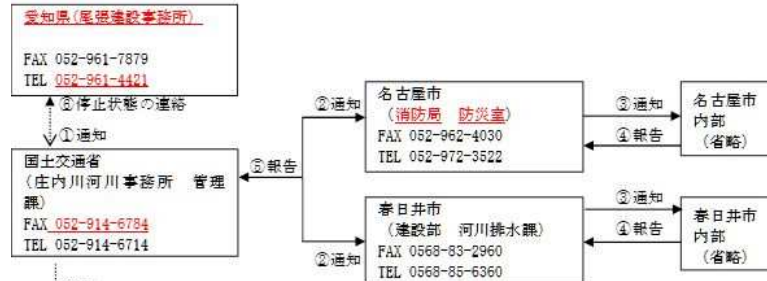 愛知県(尾張建設事務所)
FAX 052-961-7879
TEL 052-961-4421
⑥停止状態の連絡
①通知
国土交通省
(庄内川河川事務所 管理
課)
FAX 052-914-6784
TEL 052-914-6714
⑤報告
②通知
②通知
名古屋市
(消防局 防災室)
FAX 052-962-4030
TEL 052-972-3522
③通知
④報告
名古屋市
内部
(省略)
春日井市
(建設部 河川排水課)
FAX 0568-83-2960
TEL 0568-85-6360
③通知
④報告
春日井市
内部
(省略)